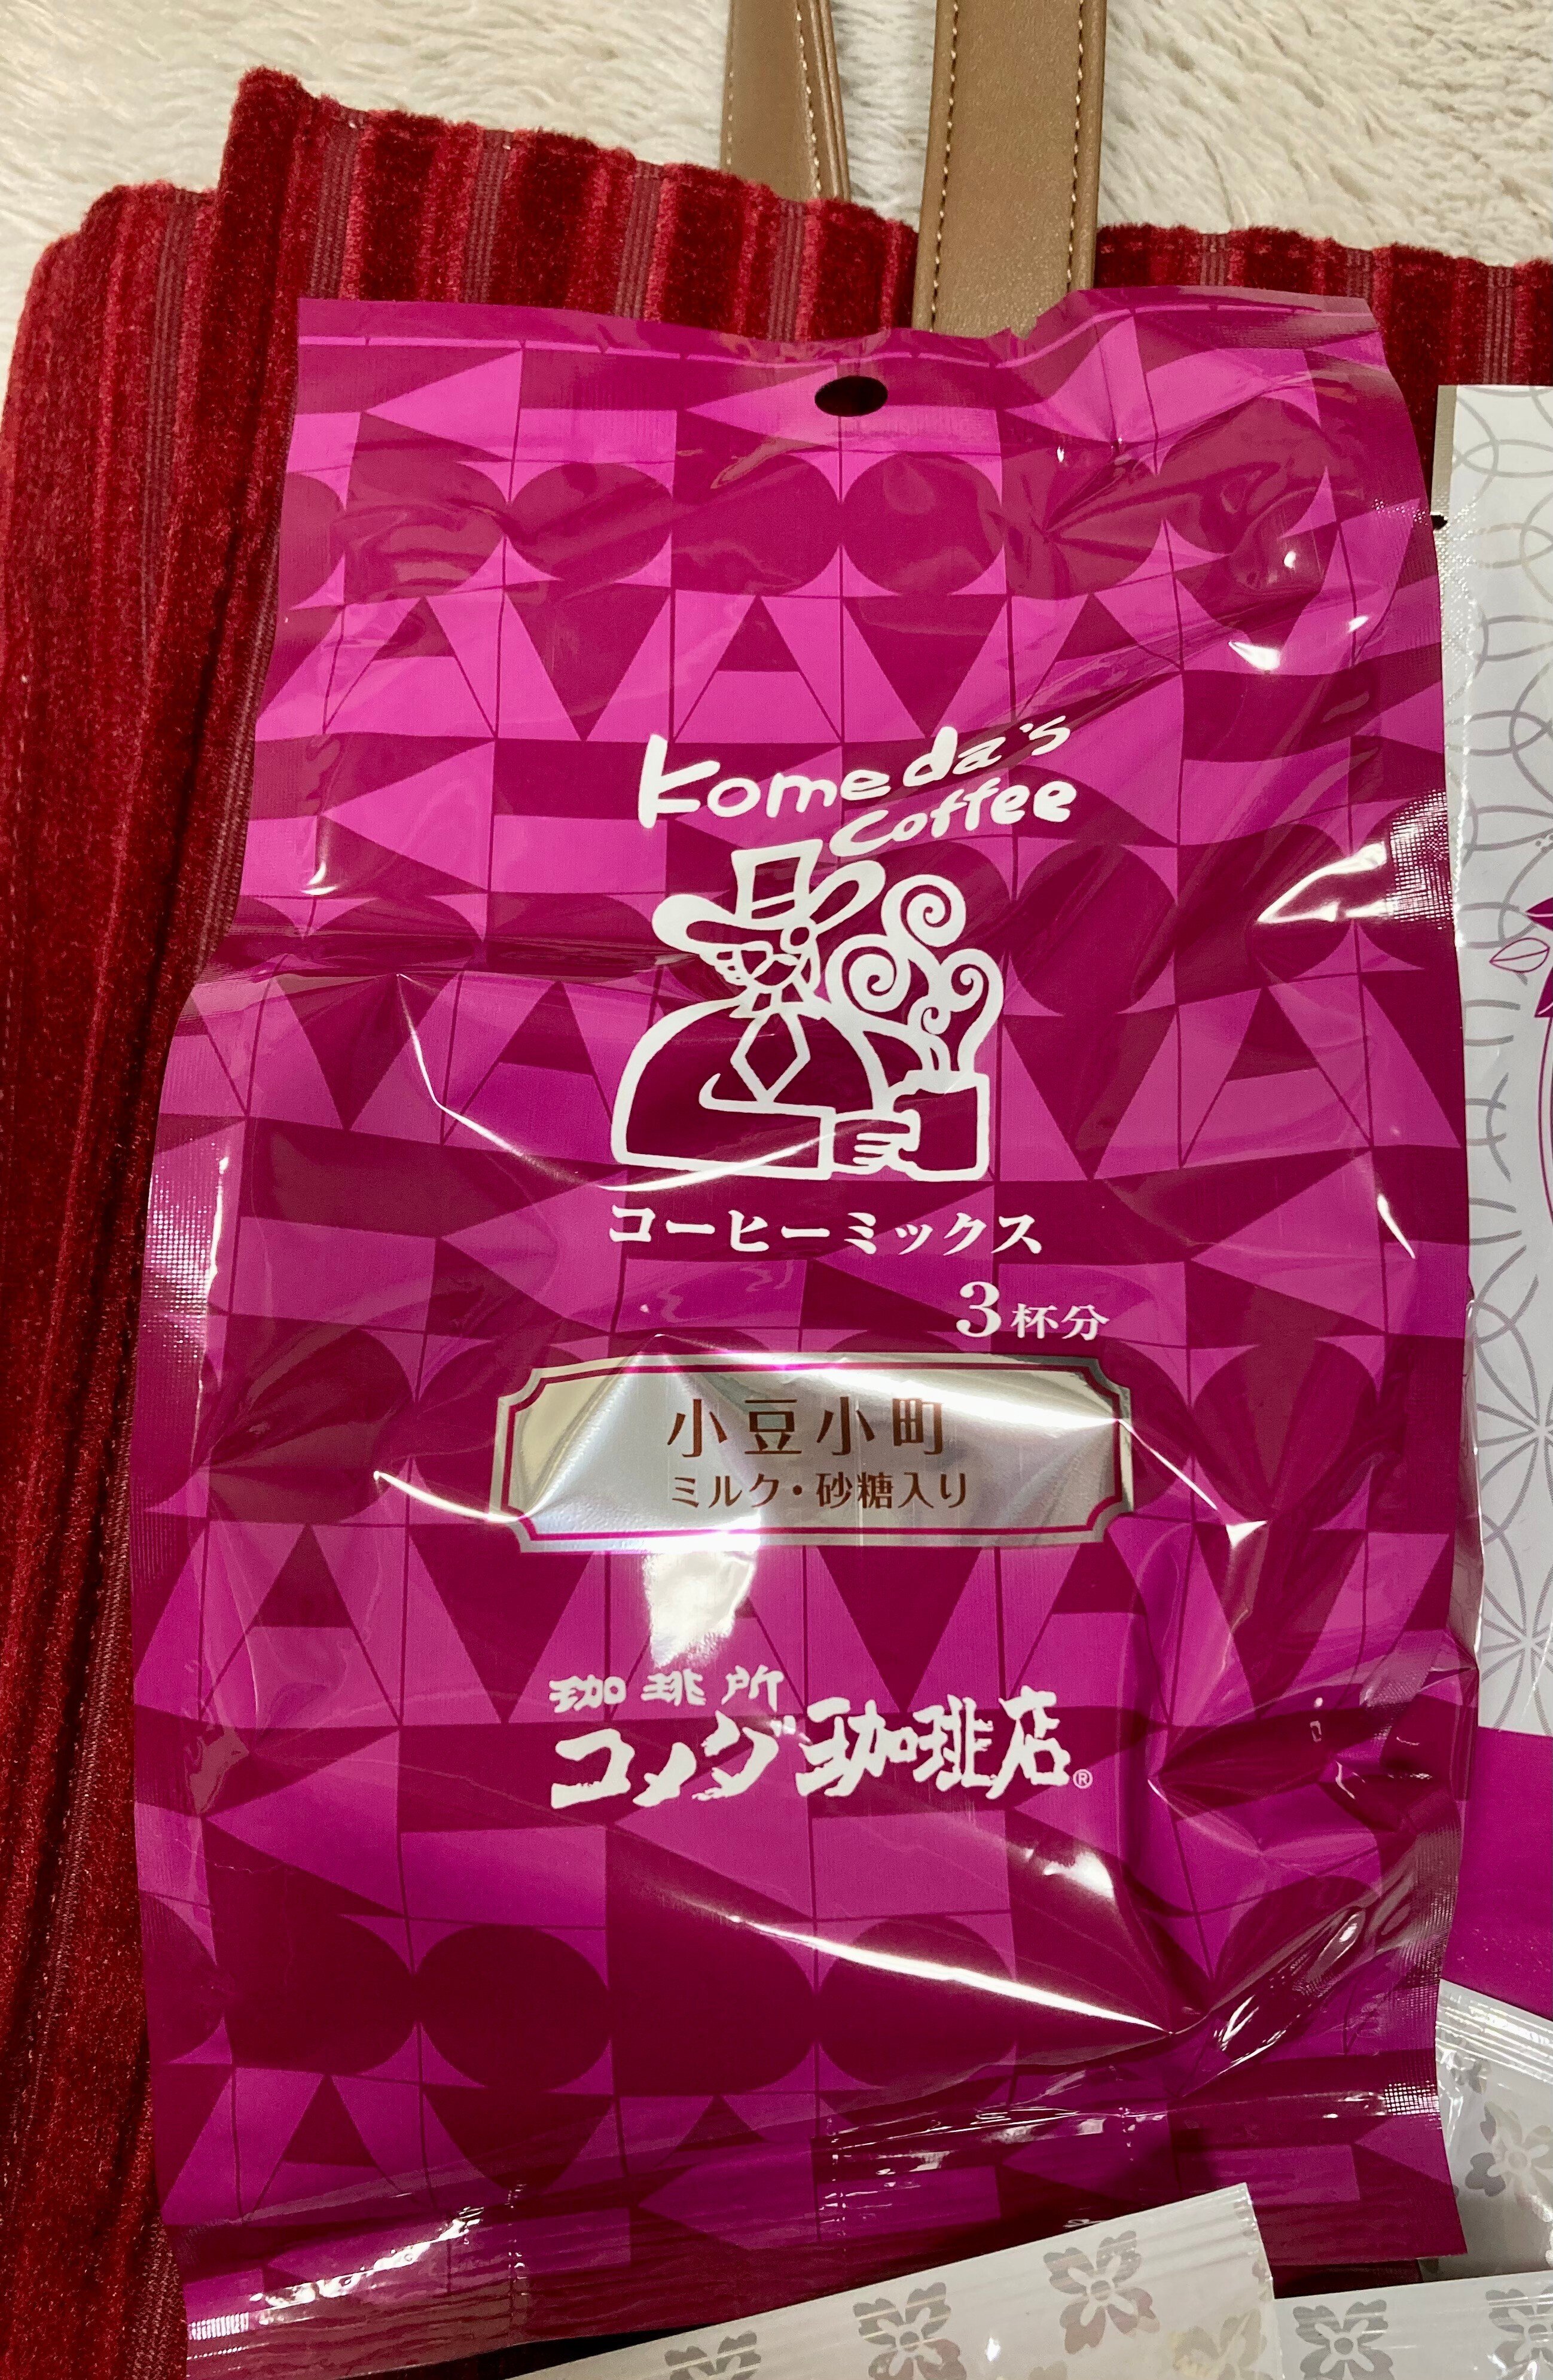 Komeda's
Coffee
コーヒーミックス
3杯分
小豆小町
ミルク・砂糖入り
珈琲所
コメダ珈琲店®